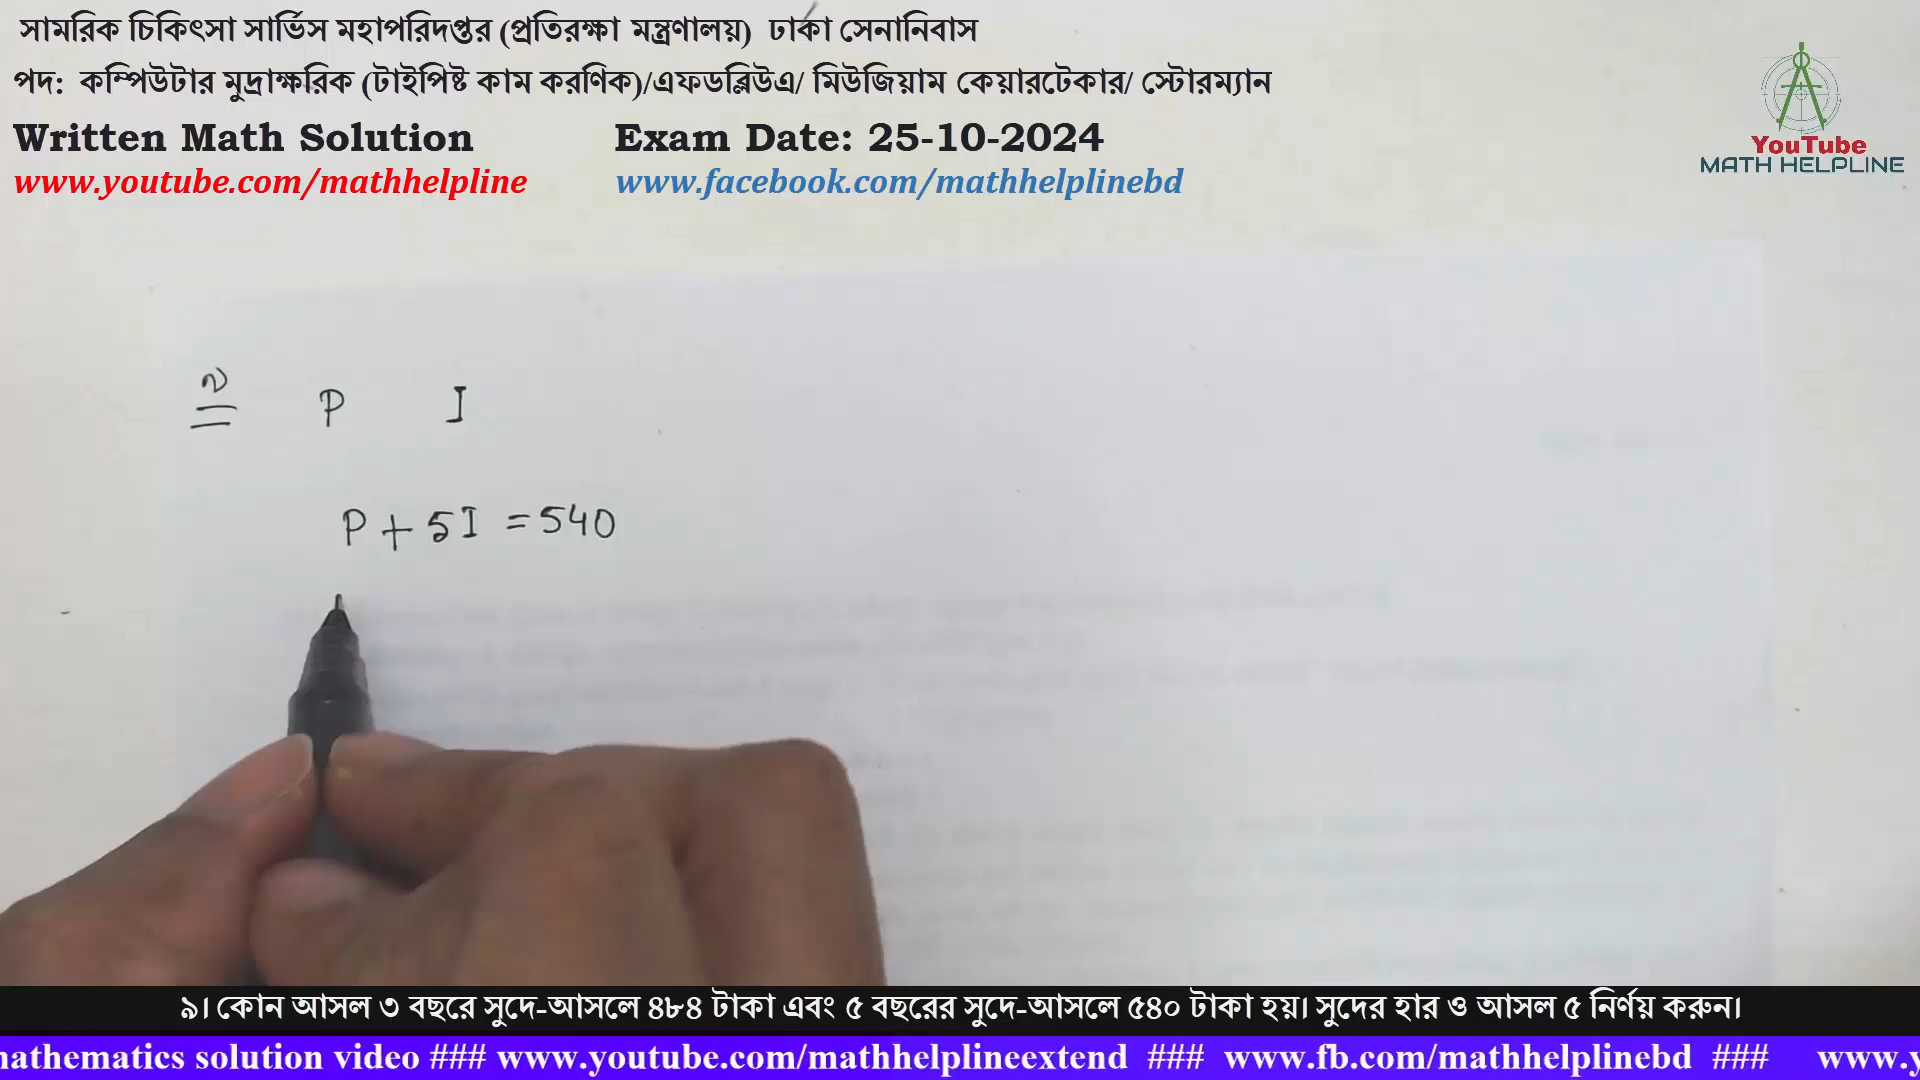 সামরিক চিকিৎসা সার্ভিস মহাপরিদপ্তর (প্রতিরক্ষা মন্ত্রণালয়) ঢাকা সেনানিবাস
পদ: কম্পিউটার মুদ্রাক্ষরিক (টাইপিষ্ট কাম করণিক)/এফডব্লিউএ/ মিউজিয়াম কেয়ারটেকার/ স্টোরম্যান
Written Math Solution Exam Date: 25-10-2024
www.youtube.com/mathhelpline www.facebook.com/mathhelplinebd
YouTube
MATH HELPLINE
P I
P + 5I = 540
৯। কোন আসল ৩ বছরে সুদে-আসলে ৪৮৪ টাকা এবং ৫ বছরের সুদে-আসলে ৫৪০ টাকা হয়। সুদের হার ও আসল ৫ নির্ণয় করুন।
mathematics solution video ### www.youtube.com/mathhelplineextend ### www.fb.com/mathhelplinebd ### www.y